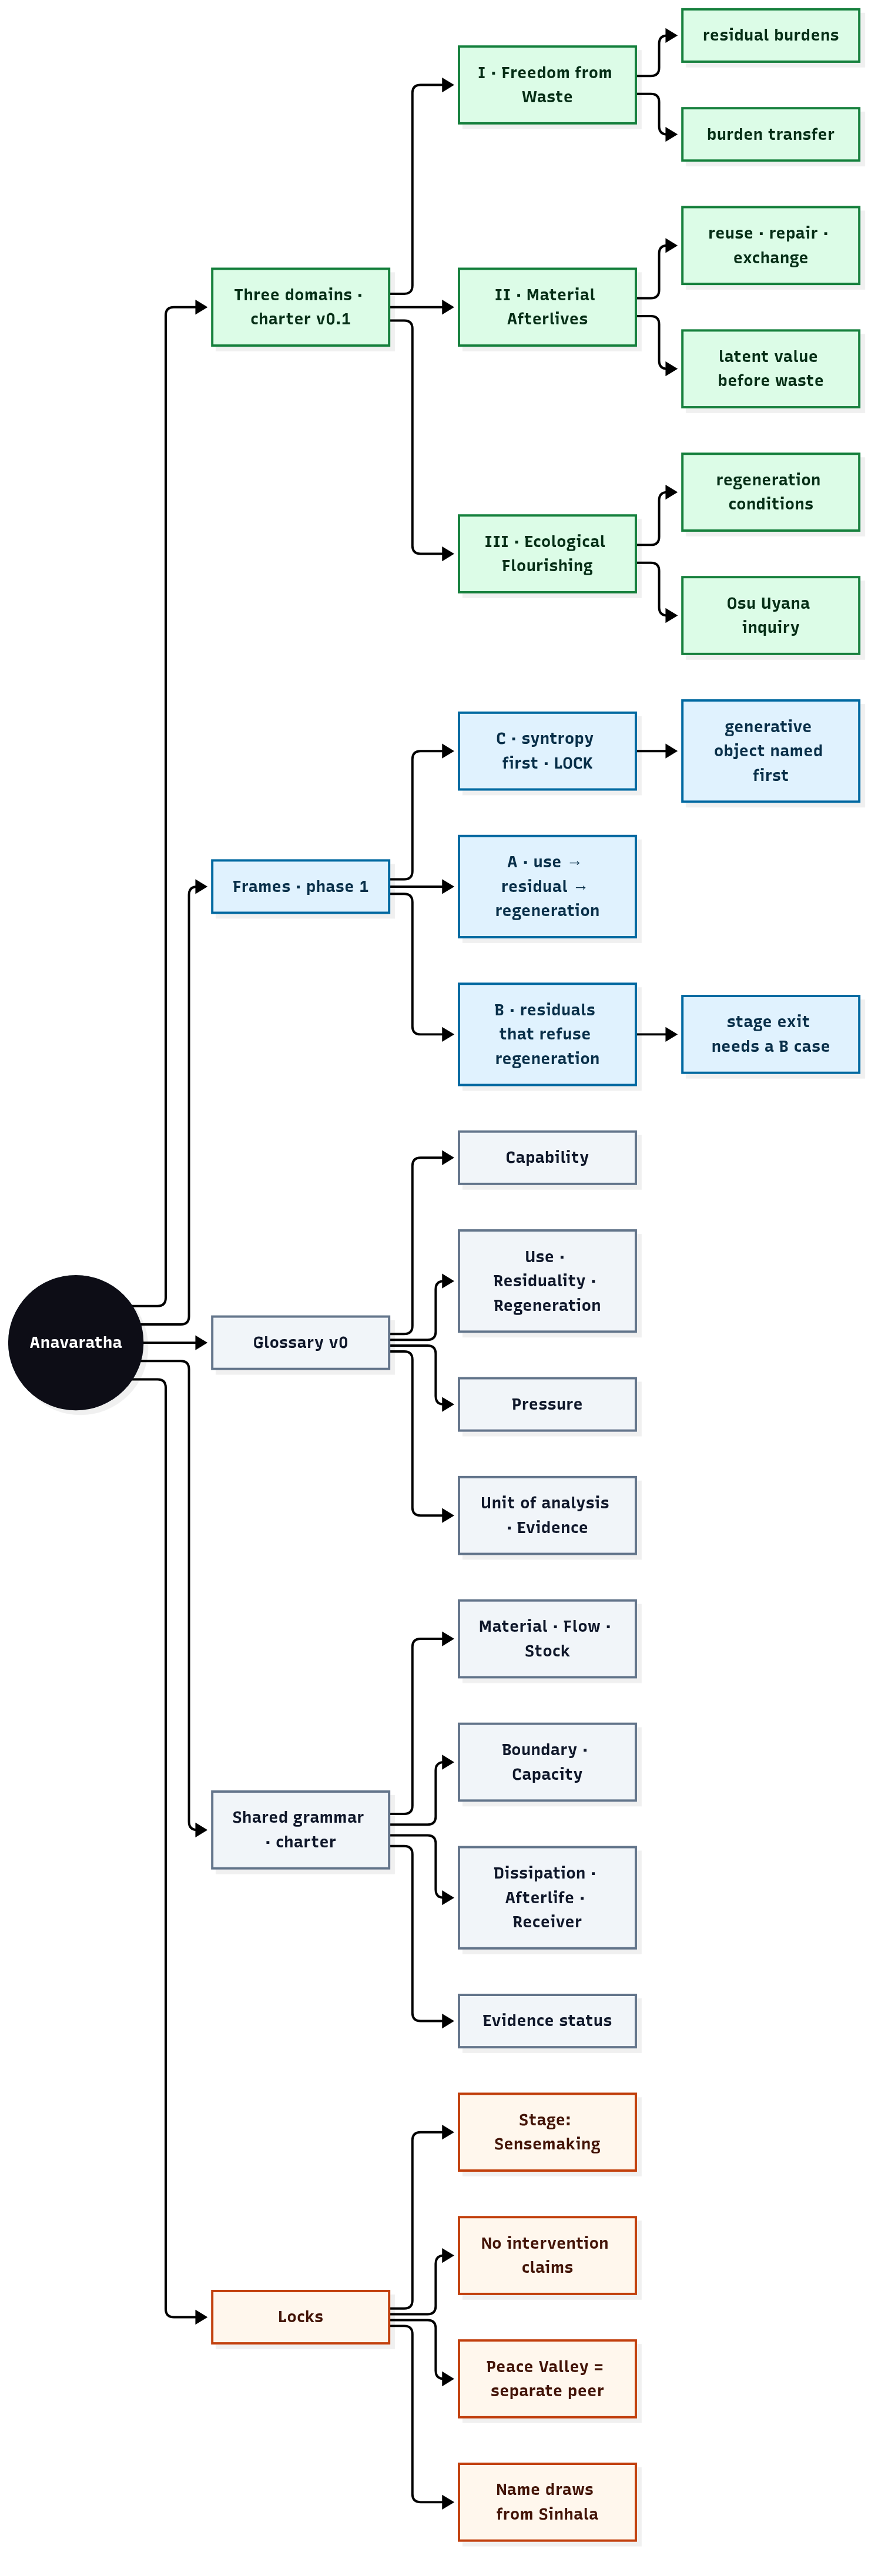 residual burdens
I · Freedom from
Waste
burden transfer
reuse · repair ·
exchange
Three domains ·
charter v0.1
II · Material
Afterlives
latent value
before waste
regeneration
conditions
III · Ecological
Flourishing
Osu Uyana
inquiry
C · syntropy
first · LOCK
generative
object named
first
Frames · phase 1
A · use →
residual →
regeneration
B · residuals
that refuse
regeneration
stage exit
needs a B case
Capability
Use ·
Residuality ·
Regeneration
Anavaratha
Glossary v0
Pressure
Unit of analysis
· Evidence
Material · Flow ·
Stock
Boundary ·
Capacity
Shared grammar
· charter
Dissipation ·
Afterlife ·
Receiver
Evidence status
Stage:
Sensemaking
No intervention
claims
Locks
Peace Valley =
separate peer
Name draws
from Sinhala